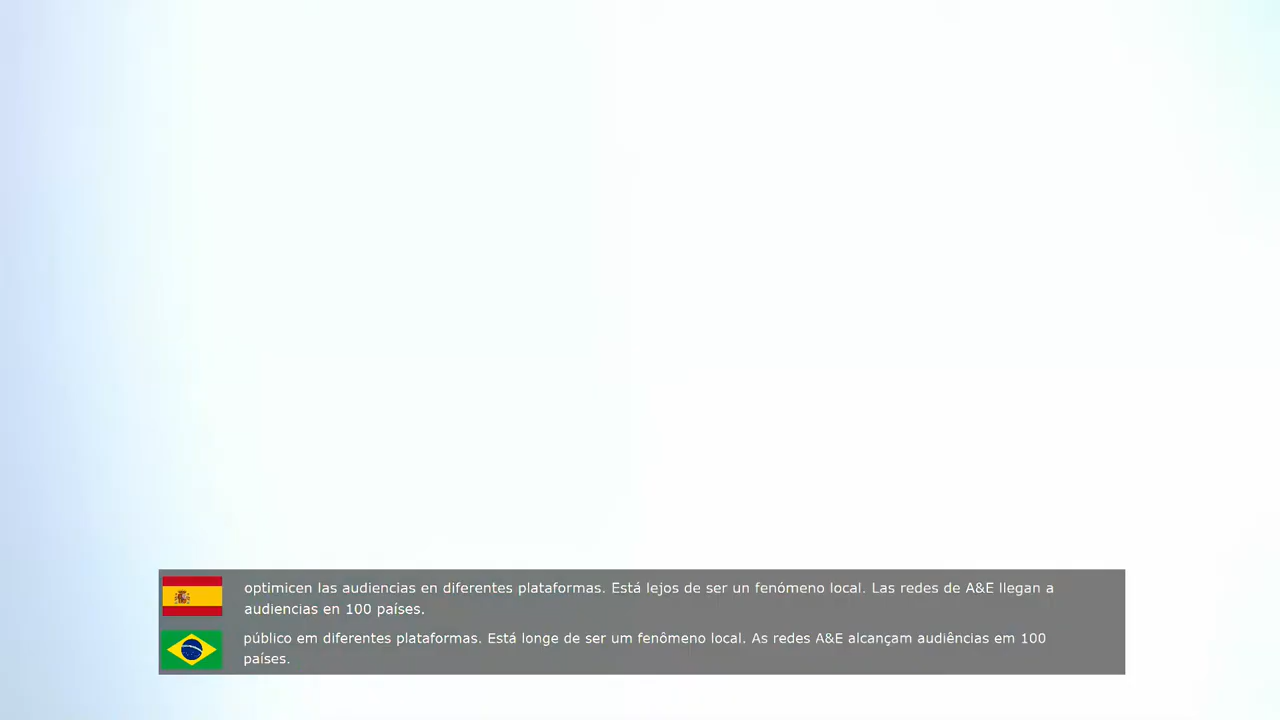 optimicen las audiencias en diferentes plataformas. Está lejos de ser un fenómeno local. Las redes de A&E llegan a
audiencias en 100 países.
público em diferentes plataformas. Está longe de ser um fenômeno local. As redes A&E alcançam audiências em 100
países.